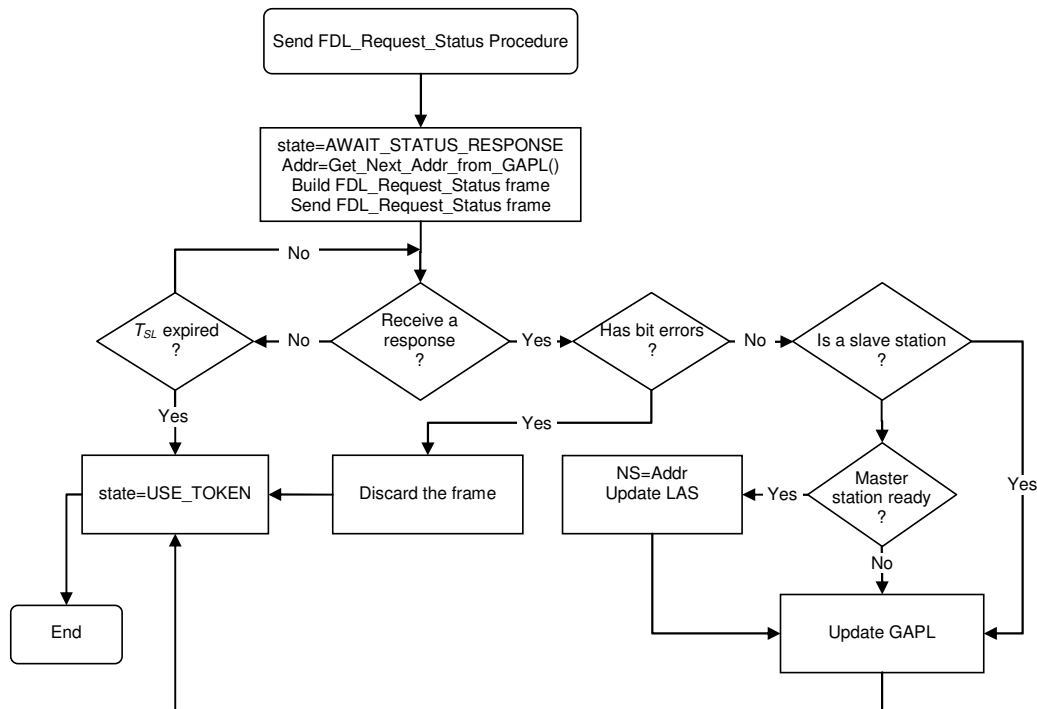 Send FDL_Request_Status Procedure
state=AWAIT_STATUS_RESPONSE
Addr=Get_Next_Addr_from_GAPL()
Build FDL_Request_Status frame
Send FDL_Request_Status frame
No
TSL expired
?
No
Receive a
response
?
Yes
Has bit errors
?
No
Is a slave station
?
Yes
Yes
state=USE_TOKEN
Discard the frame
NS=Addr
Update LAS
Yes
Master
station ready
?
Yes
No
End
Update GAPL